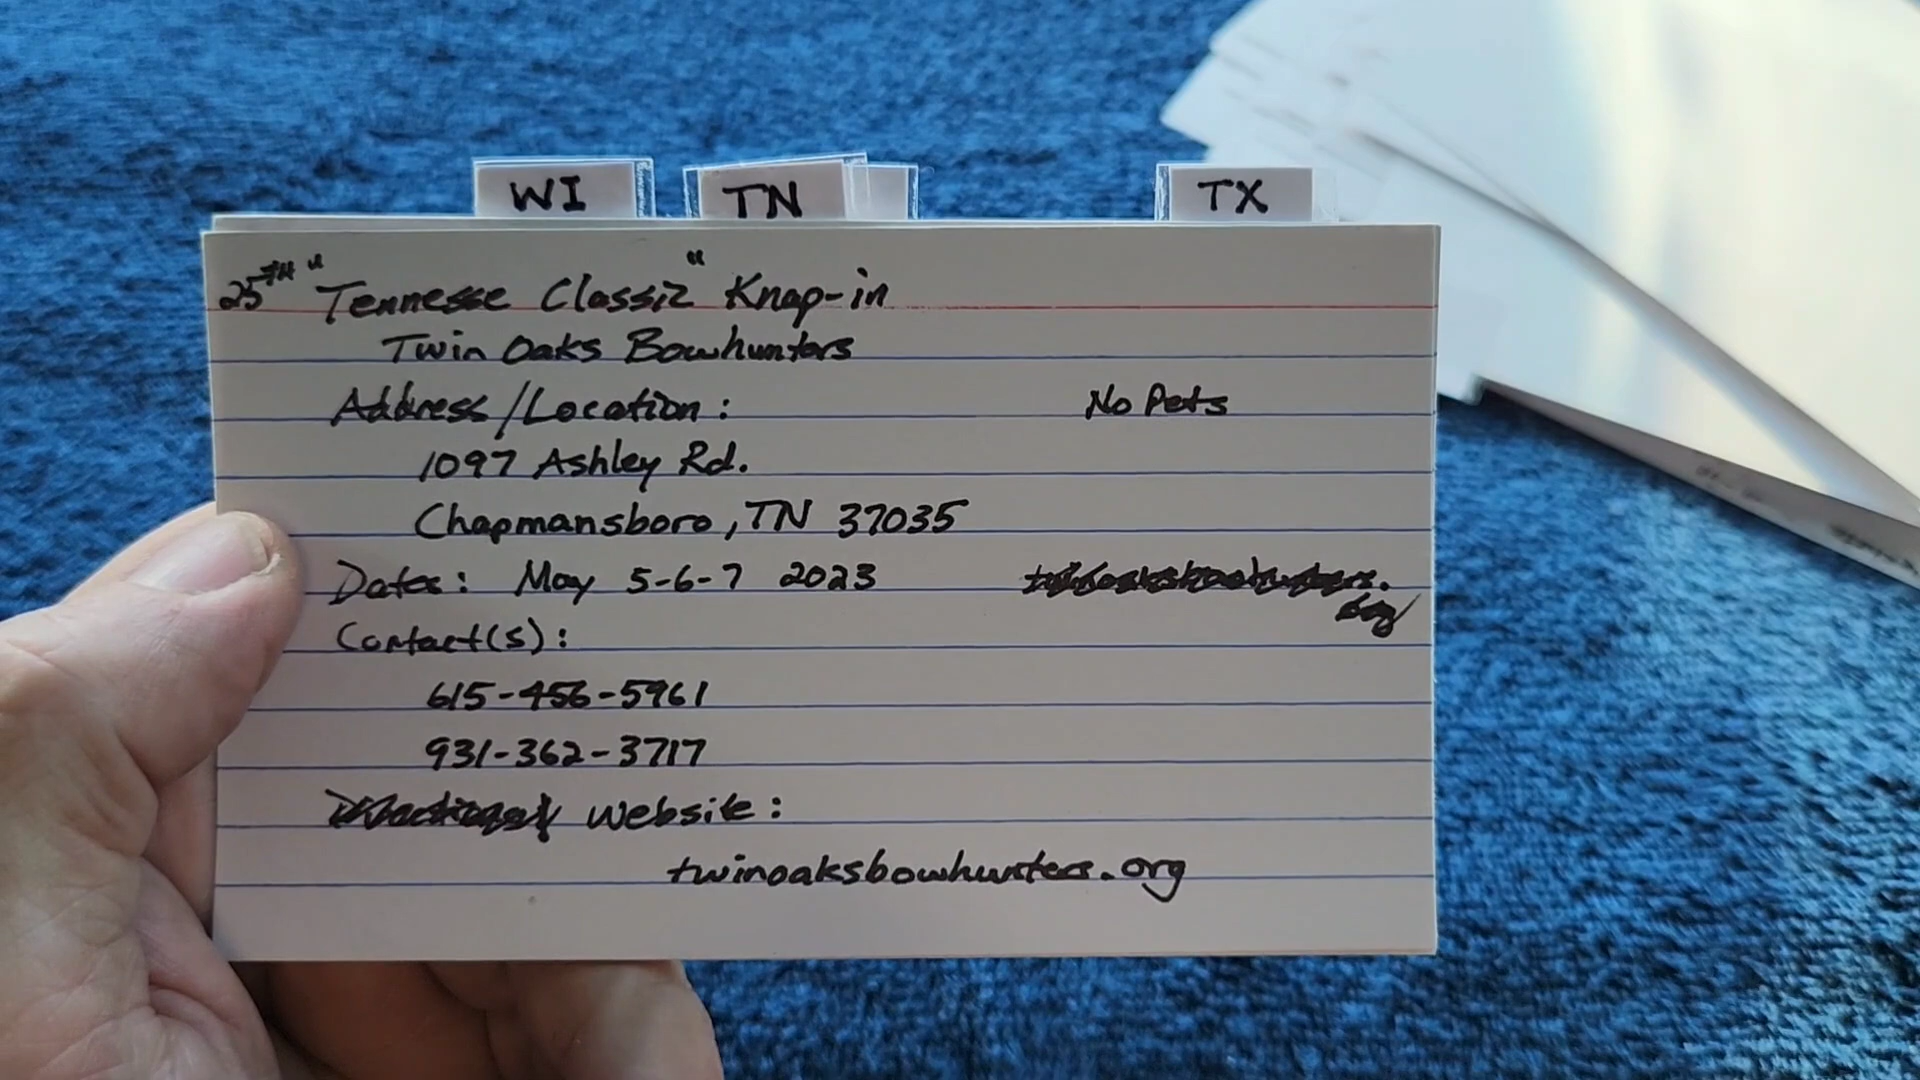 WI TN TX
25TH "Tennesse Classic" Knap-in
Twin Oaks Bowhunters
Address/Location:
No Pets
1097 Ashley Rd.
Chapmansboro, TN 37035
Dates: May 5-6-7 2023
Contact(s):
615-456-5961
931-362-3717
Website:
twinoaksbowhunters.org